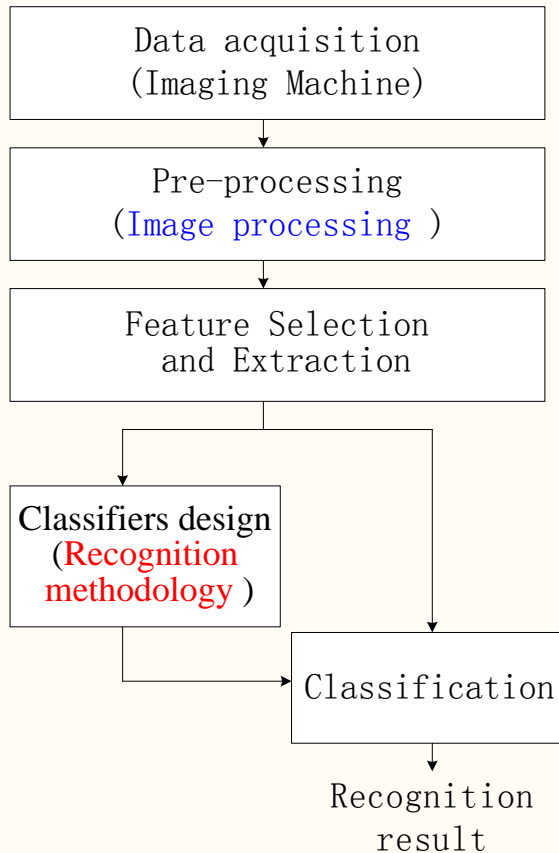 Data acquisition
(Imaging Machine)
Pre-processing
(Image processing )
Feature Selection
and Extraction
Classifiers design
(Recognition
methodology )
Classification
Recognition
result